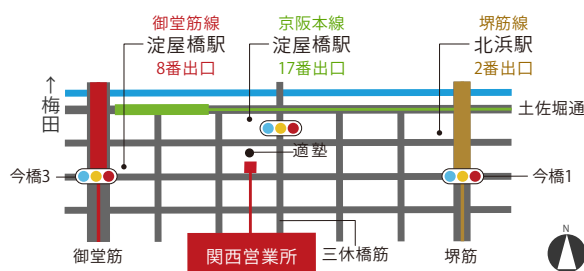 御堂筋線
淀屋橋駅
8番出口
京阪本線
淀屋橋駅
17番出口
堺筋線
北浜駅
2番出口
←梅田
土佐堀通
適塾
今橋3
今橋1
御堂筋
関西営業所
三休橋筋
堺筋
N